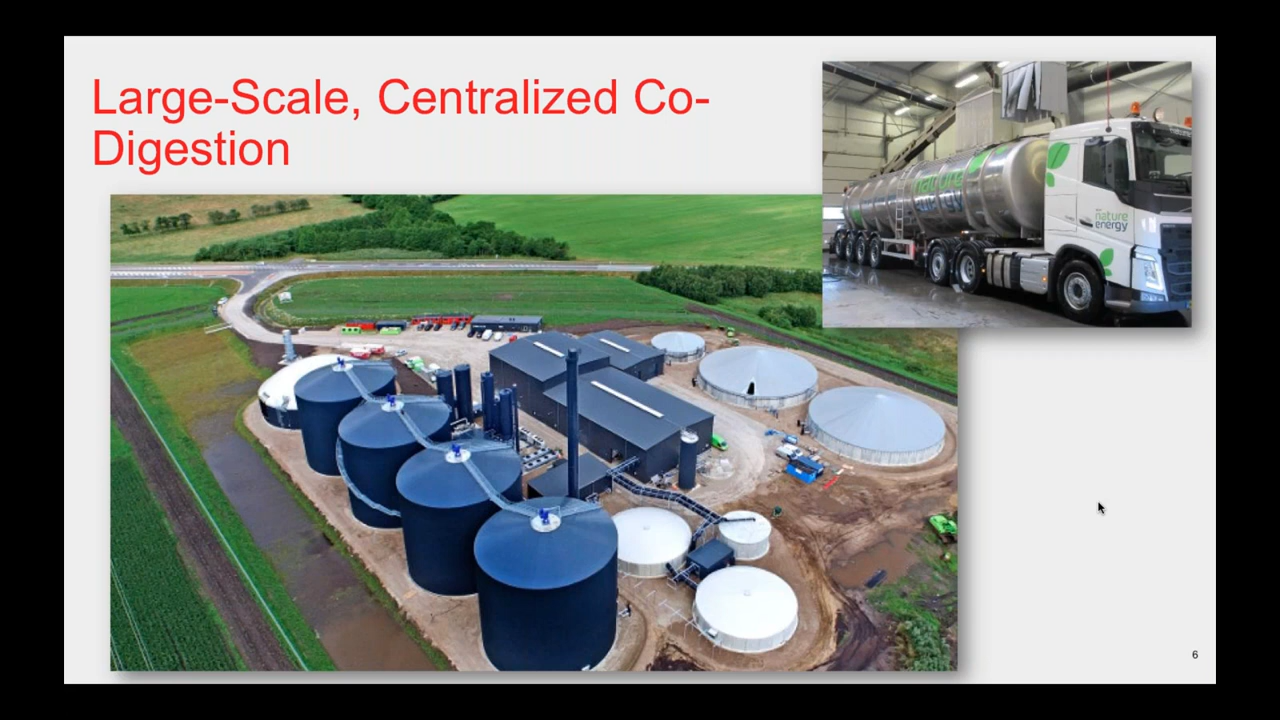 Large-Scale, Centralized Co-
Digestion
nature
energy
6